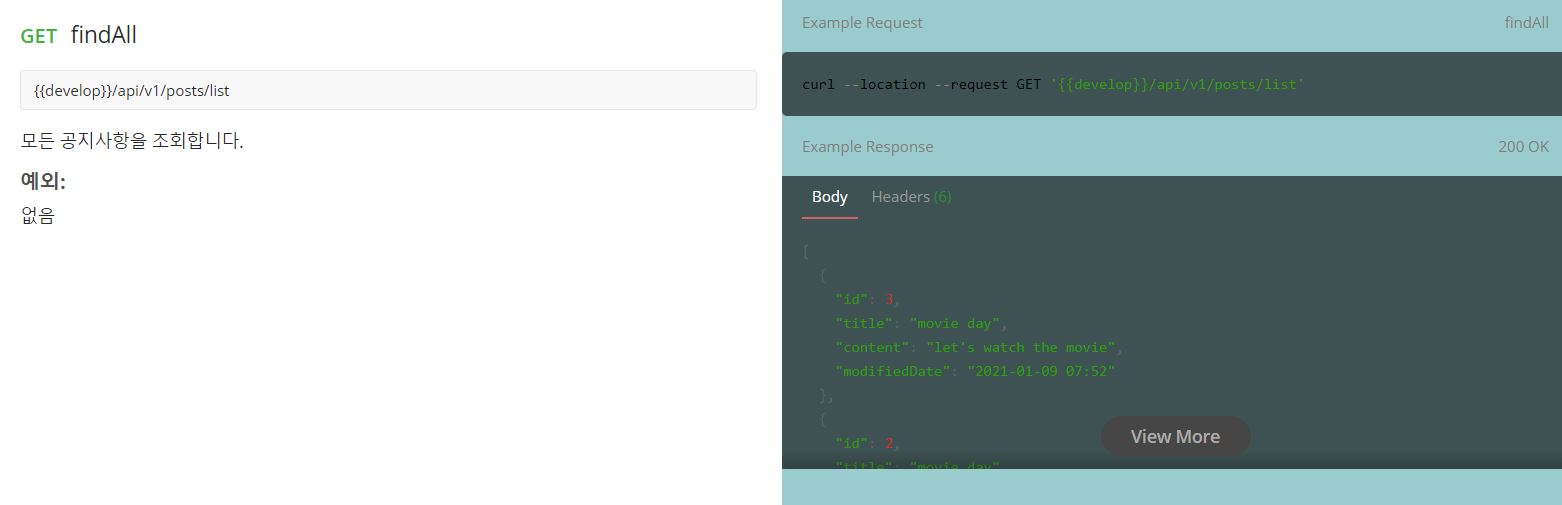 GET findAll
{{develop}}/api/v1/posts/list
모든 공지사항을 조회합니다.
예외:
없음
Example Request findAll
curl --location --request GET '{{develop}}/api/v1/posts/list'
Example Response 200 OK
Body Headers (6)
[
{
"id": 3,
"title": "movie day",
"content": "let's watch the movie",
"modifiedDate": "2021-01-09 07:52"
},
{
"id": 2,
"title": "movie day"
View More